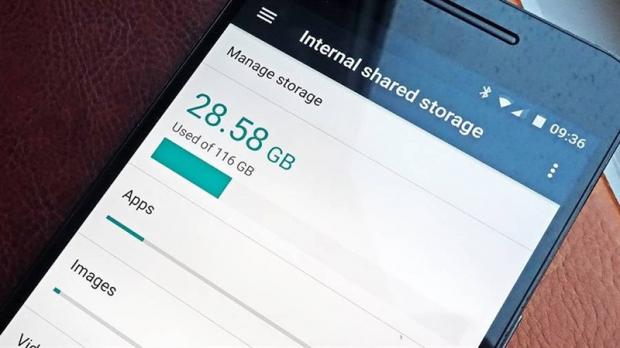 09:36
Internal shared storage
Manage storage
28.58 GB
Used of 116 GB
Apps
Images